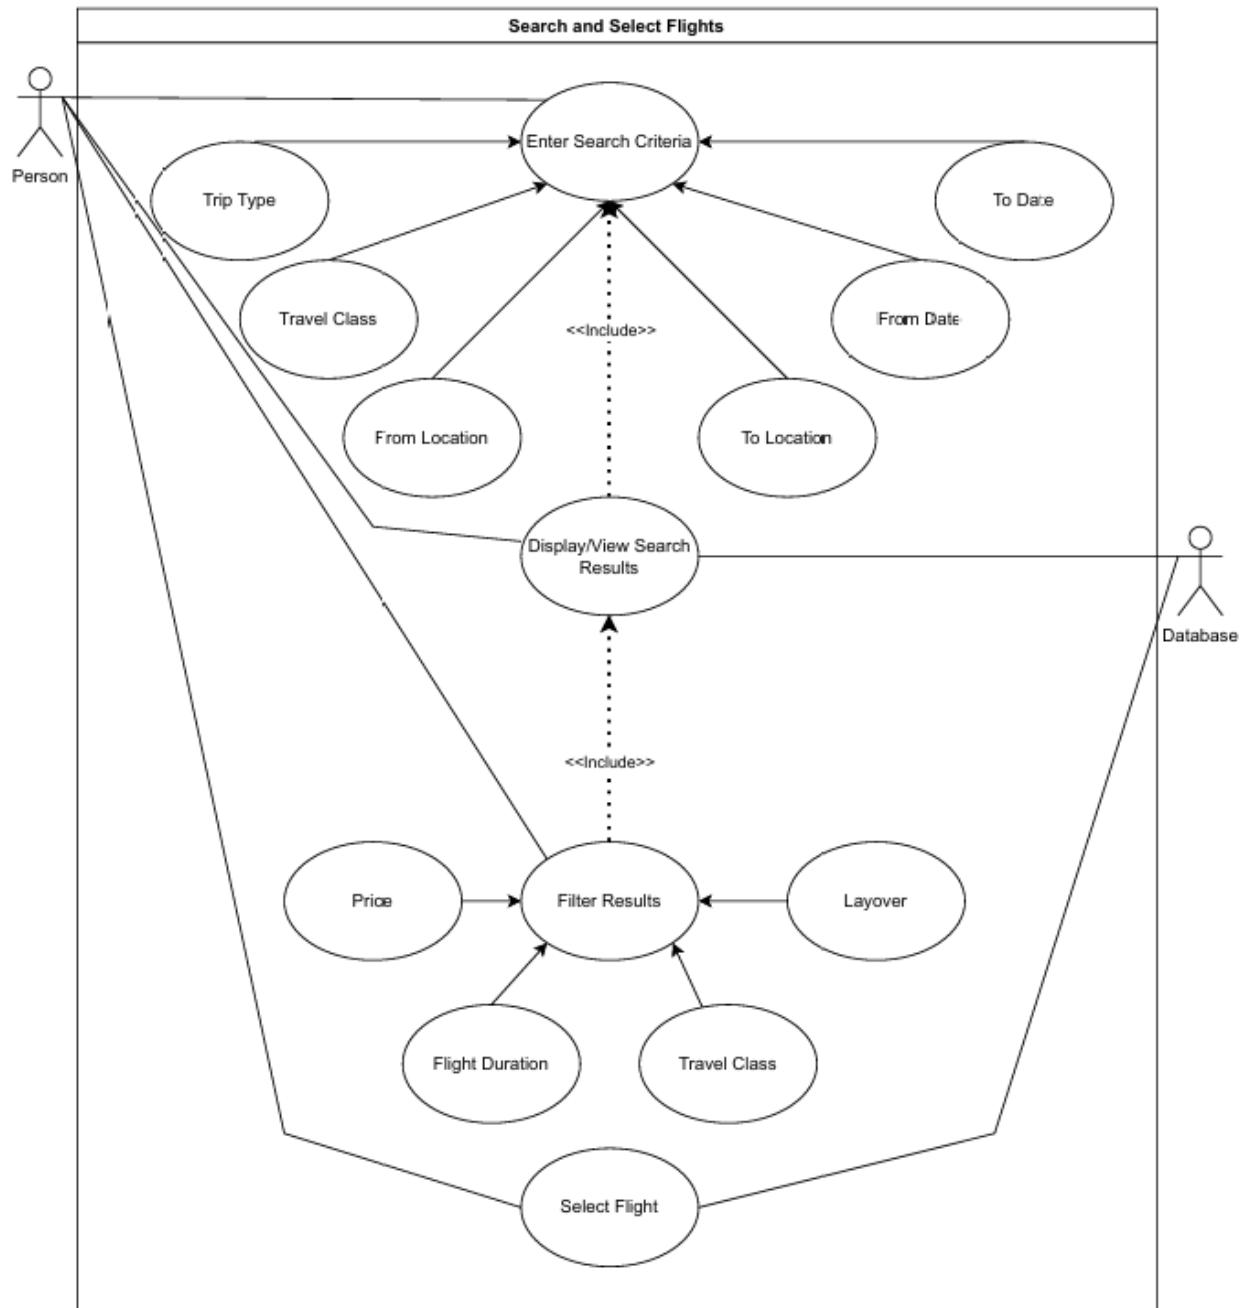 Search and Select Flights
Person
Enter Search Criteria
Trip Type
To Date
Travel Class
From Date
<<Include>>
From Location
To Location
Display/View Search
Results
Database
<<Include>>
Price
Filter Results
Layover
Flight Duration
Travel Class
Select Flight